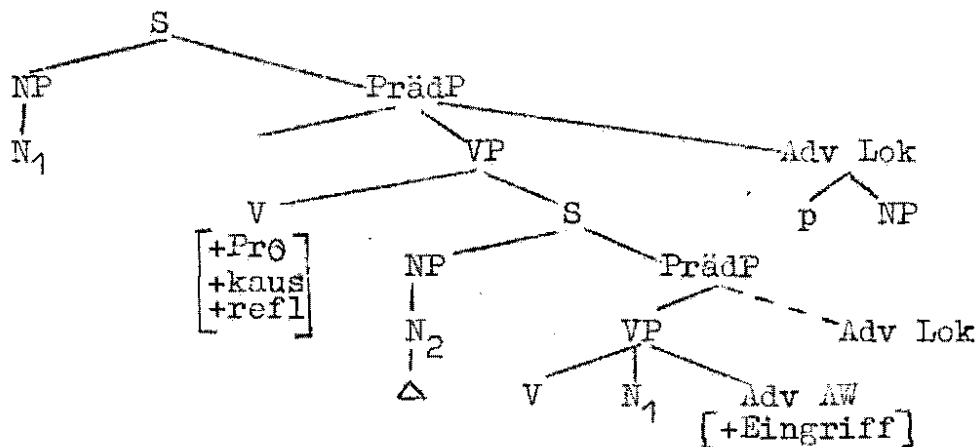 S
NP PrädP
N1 VP Adv Lok
V S p NP
[+Pro
+kaus
+refl]
NP PrädP
N2 VP Adv Lok
Δ V N1 Adv AW
[+Eingriff]